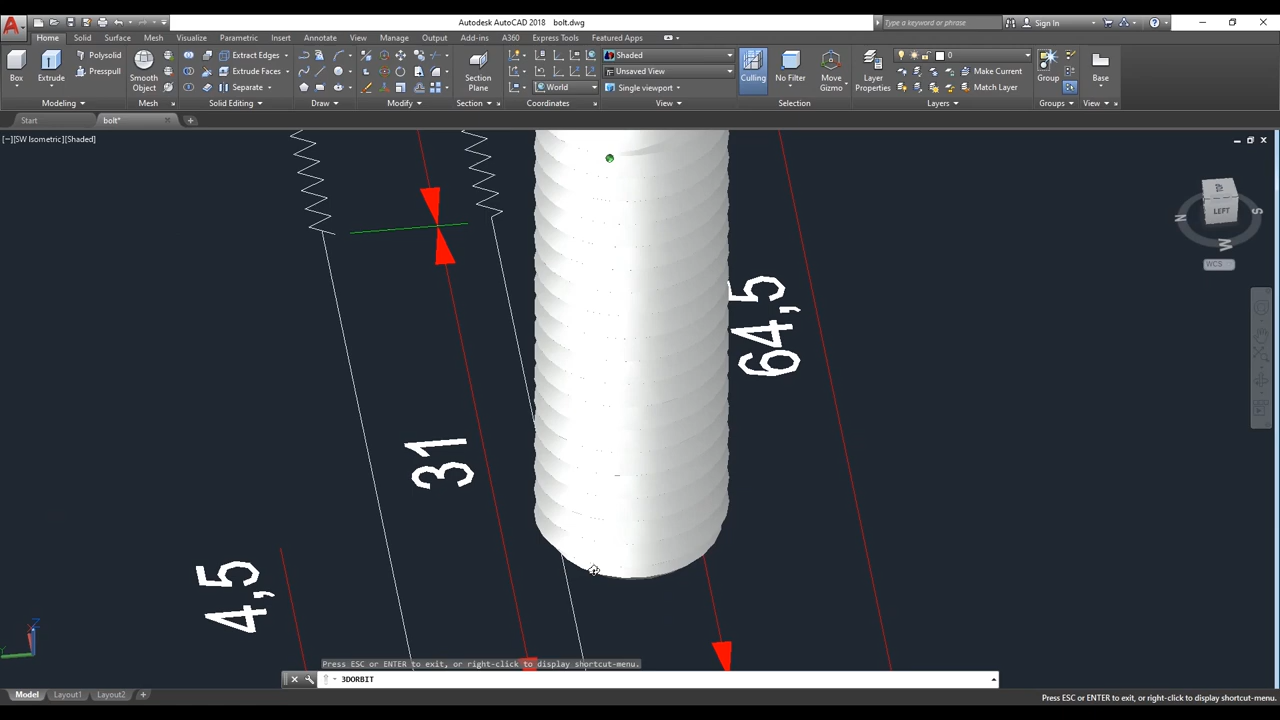 Autodesk AutoCAD 2018 bolt.dwg
Type a keyword or phrase
Sign In
Home Solid Surface Mesh Visualize Parametric Insert Annotate View Manage Output Add-ins A360 Express Tools Featured Apps
Box
Extrude
Polysolid
Presspull
Smooth
Object
Extract Edges
Extrude Faces
Separate
Section
Plane
World
Shaded
Unsaved View
Single viewport
Culling
No Filter
Move
Gizmo
Layer
Properties
0
Make Current
Match Layer
Group
Base
Modeling
Mesh
Solid Editing
Draw
Modify
Section
Coordinates
View
Selection
Layers
Groups
View
Start
bolt*
[−][SW Isometric][Shaded]
LEFT
N
S
W
WCS
64,5
31
4,5
Z
Press ESC or ENTER to exit, or right-click to display shortcut-menu.
3DORBIT
Model Layout1 Layout2
Press ESC or ENTER to exit, or right-click to display shortcut-menu.